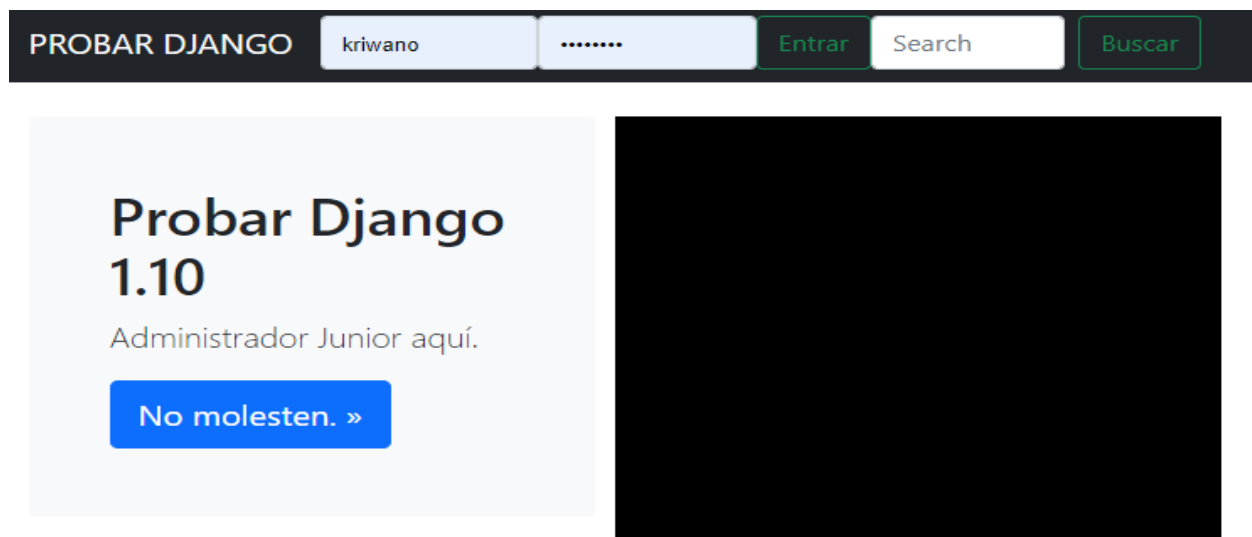 PROBAR DJANGO kriwano •••••••• Entrar Search Buscar
Probar Django
1.10
Administrador Junior aquí.
No molesten. »